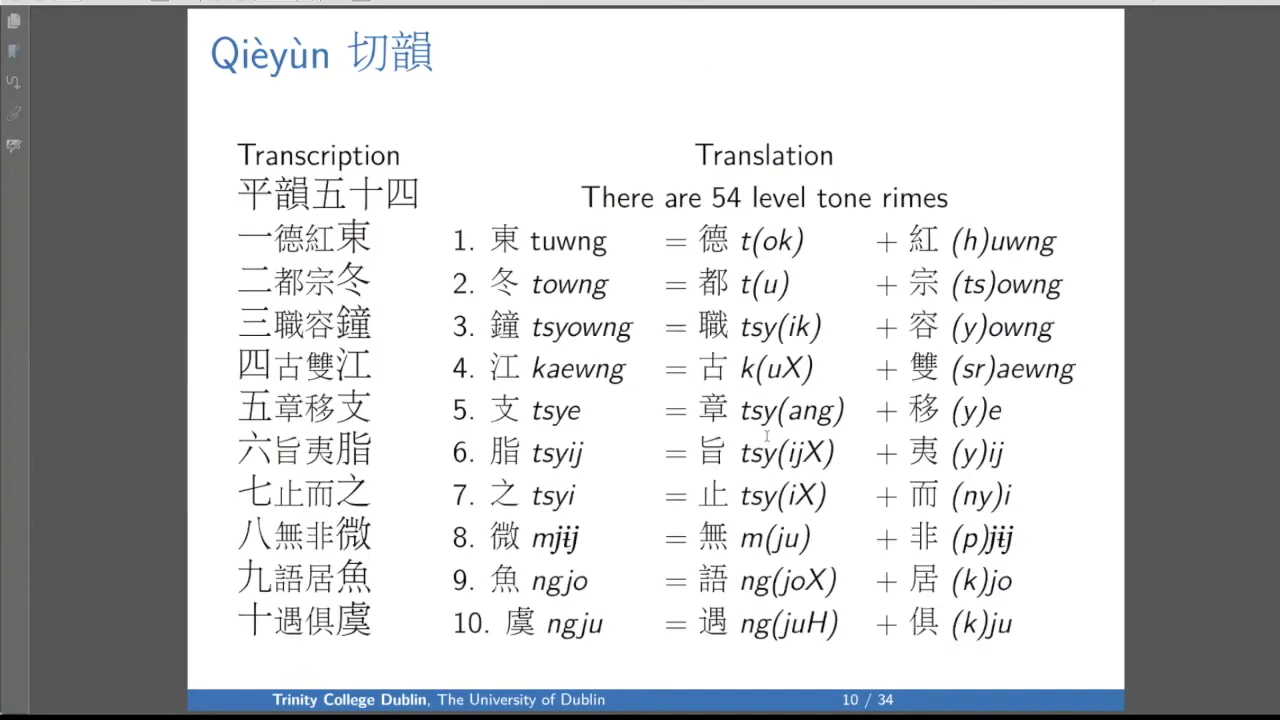 Qièyùn 切韻
Transcription Translation
平韻五十四 There are 54 level tone rimes
一德紅東 1. 東 tuwng = 德 t(ok) + 紅 (h)uwng
二都宗冬 2. 冬 towng = 都 t(u) + 宗 (ts)owng
三職容鐘 3. 鐘 tsyowng = 職 tsy(ik) + 容 (y)owng
四古雙江 4. 江 kaewng = 古 k(uX) + 雙 (sr)aewng
五章移支 5. 支 tsye = 章 tsy(ang) + 移 (y)e
六旨夷脂 6. 脂 tsyij = 旨 tsy(ijX) + 夷 (y)ij
七止而之 7. 之 tsyi = 止 tsy(iX) + 而 (ny)i
八無非微 8. 微 mjɨj = 無 m(ju) + 非 (p)jɨj
九語居魚 9. 魚 ngjo = 語 ng(joX) + 居 (k)jo
十遇俱虞 10. 虞 ngju = 遇 ng(juH) + 俱 (k)ju
Trinity College Dublin, The University of Dublin 10 / 34